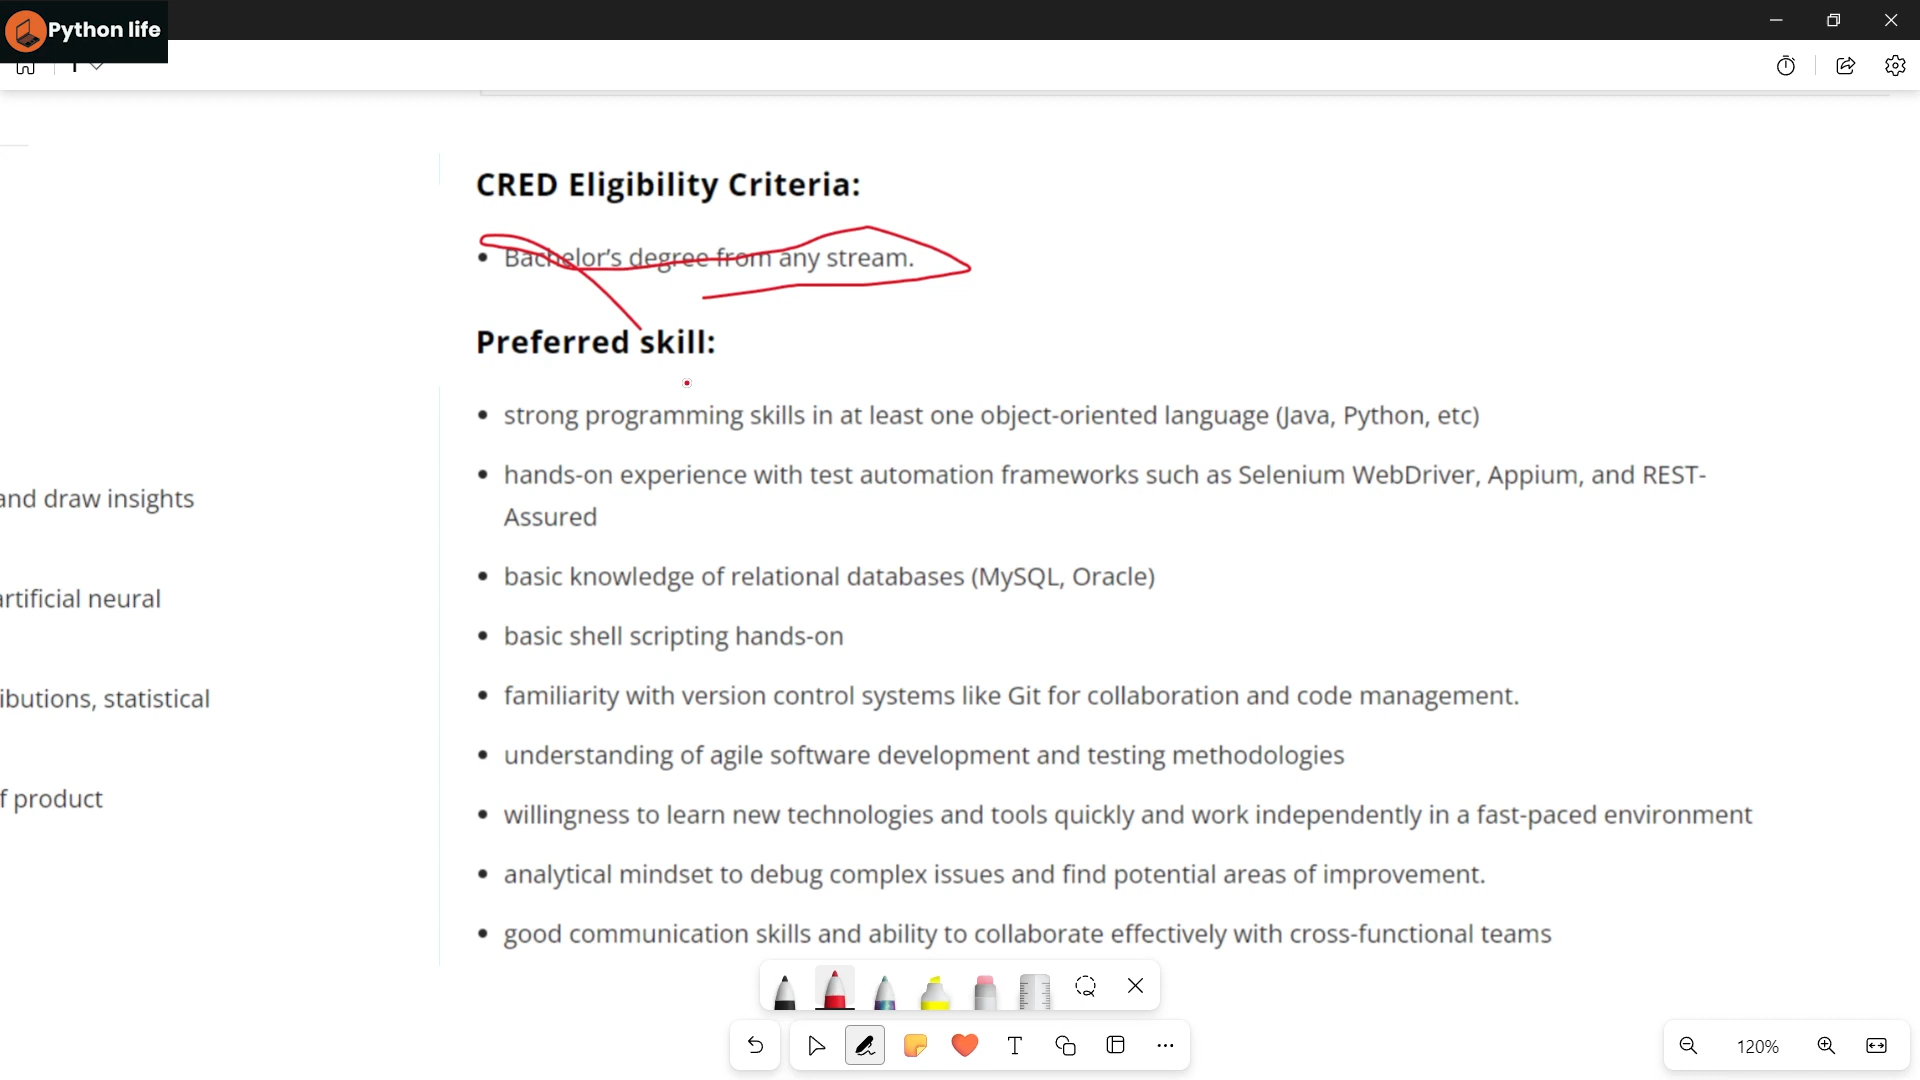 Python life
CRED Eligibility Criteria:
• Bachelor’s degree from any stream.
Preferred skill:
• strong programming skills in at least one object-oriented language (Java, Python, etc)
• hands-on experience with test automation frameworks such as Selenium WebDriver, Appium, and REST-
Assured
and draw insights
• basic knowledge of relational databases (MySQL, Oracle)
artificial neural
• basic shell scripting hands-on
• familiarity with version control systems like Git for collaboration and code management.
ibutions, statistical
• understanding of agile software development and testing methodologies
f product
• willingness to learn new technologies and tools quickly and work independently in a fast-paced environment
• analytical mindset to debug complex issues and find potential areas of improvement.
• good communication skills and ability to collaborate effectively with cross-functional teams
120%